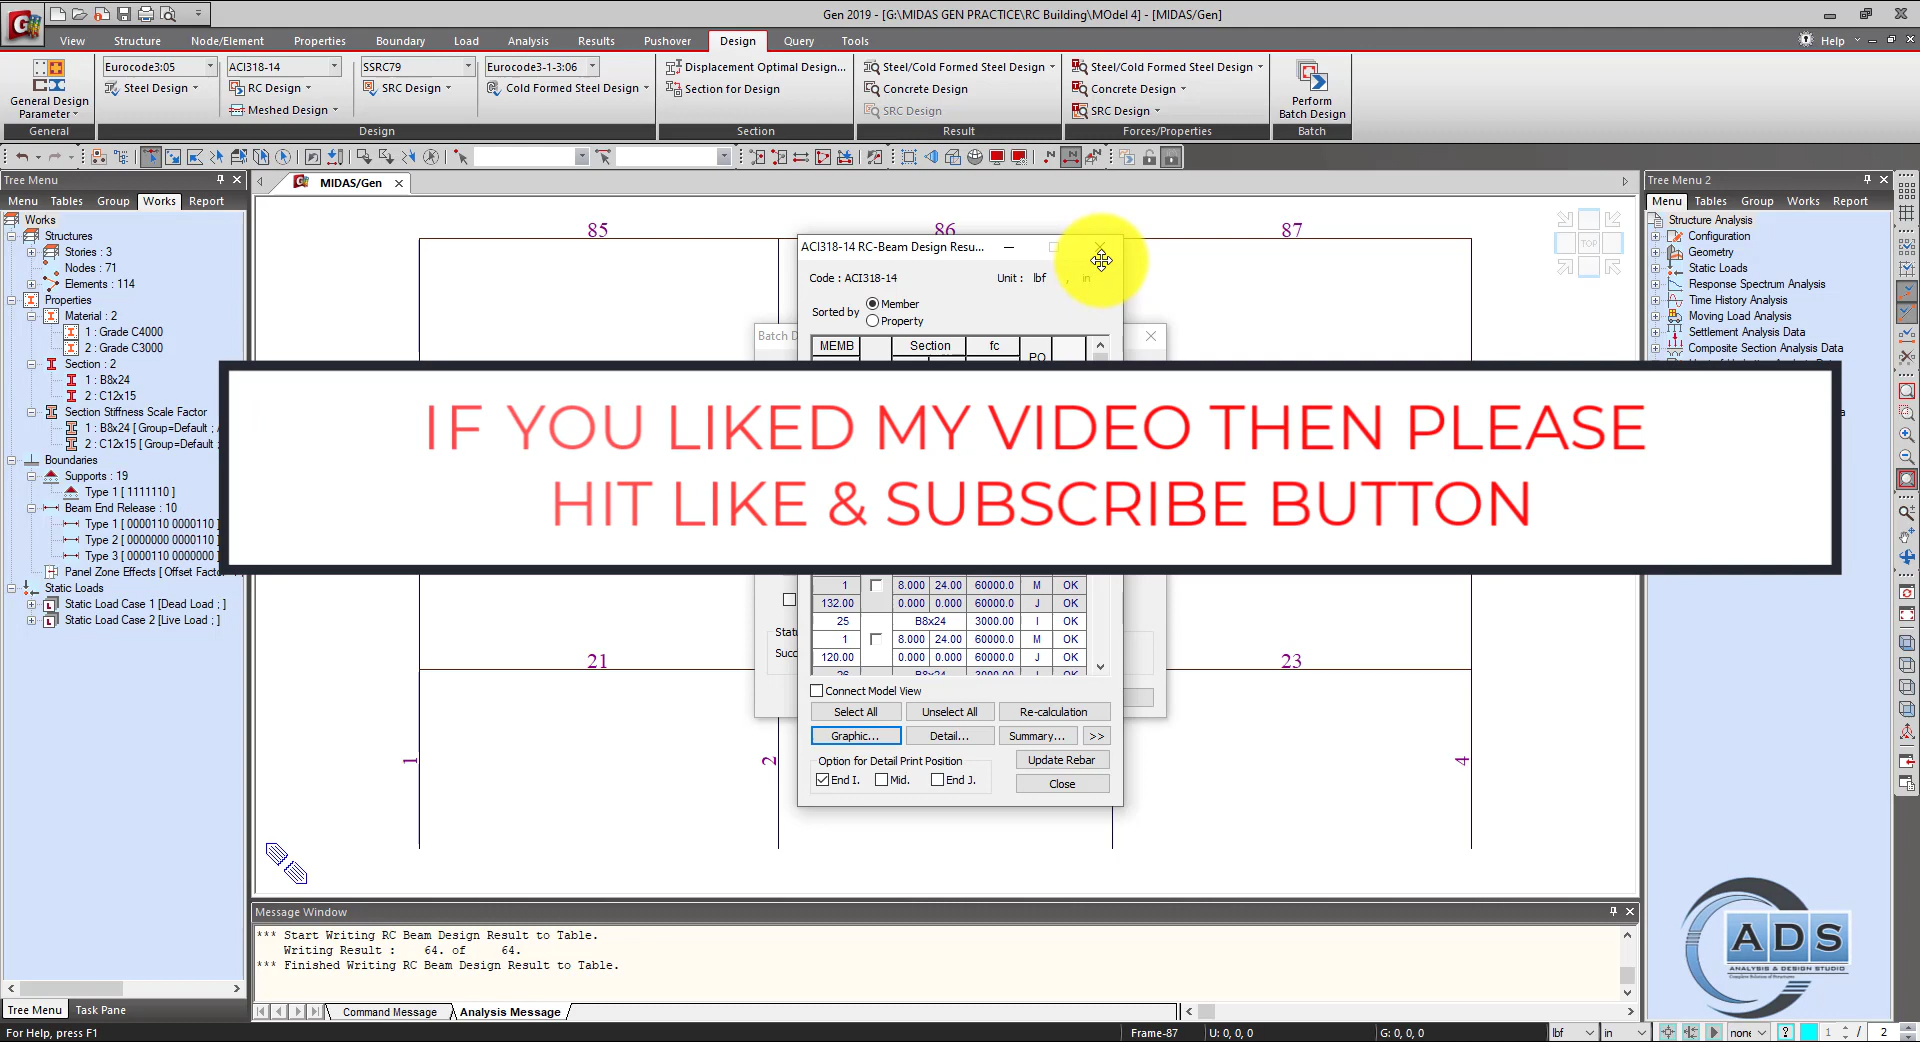 Gen 2019 - [G:\MIDAS GEN PRACTICE\RC Building\MOdel 4] - [MIDAS/Gen]
View Structure Node/Element Properties Boundary Load Analysis Results Pushover Design Query Tools Help
Eurocode3:05 ACI318-14 SSRC79 Eurocode3-1-3:06 Displacement Optimal Design... Steel/Cold Formed Steel Design Steel/Cold Formed Steel Design
General Design Parameter Steel Design RC Design SRC Design Cold Formed Steel Design Section for Design Concrete Design Concrete Design Perform Batch Design
Meshed Design SRC Design SRC Design
General Design Section Result Forces/Properties Batch
Tree Menu
MIDAS/Gen
Tree Menu 2
Menu Tables Group Works Report
Menu Tables Group Works Report
Works
Structures
Stories : 3
Nodes : 71
Elements : 114
Properties
Material : 2
1 : Grade C4000
2 : Grade C3000
Section : 2
1 : B8x24
2 : C12x15
Section Stiffness Scale Factor
1 : B8x24 [ Group=Default ;
2 : C12x15 [ Group=Default ;
Boundaries
Supports : 19
Type 1 [ 1111110 ]
Beam End Release : 10
Type 1 [ 0000110 0000110 ]
Type 2 [ 0000000 0000110 ]
Type 3 [ 0000110 0000000 ]
Panel Zone Effects [ Offset Factor
Static Loads
Static Load Case 1 [Dead Load ; ]
Static Load Case 2 [Live Load ; ]
85 86 87
21 23
1 2 4
TOP
Batch D
ACI318-14 RC-Beam Design Resu...
Code : ACI318-14 Unit : lbf , in
Sorted by Member
Property
MEMB Section fc PO
IF YOU LIKED MY VIDEO THEN PLEASE
HIT LIKE & SUBSCRIBE BUTTON
1 8.000 24.00 60000.0 M OK
132.00 0.000 0.000 60000.0 J OK
25 B8x24 3000.00 I OK
1 8.000 24.00 60000.0 M OK
120.00 0.000 0.000 60000.0 J OK
26 B8x24 3000.00 I OK
Statu
Succ
Connect Model View
Select All Unselect All Re-calculation
Graphic... Detail... Summary... >>
Option for Detail Print Position Update Rebar
End I. Mid. End J. Close
Structure Analysis
Configuration
Geometry
Static Loads
Response Spectrum Analysis
Time History Analysis
Moving Load Analysis
Settlement Analysis Data
Composite Section Analysis Data
Message Window
*** Start Writing RC Beam Design Result to Table.
Writing Result : 64. of 64.
*** Finished Writing RC Beam Design Result to Table.
Tree Menu Task Pane
Command Message Analysis Message
ADS
ANALYSIS & DESIGN STUDIO
For Help, press F1
Frame-87 U: 0, 0, 0 G: 0, 0, 0 lbf in none ? 1 / 2